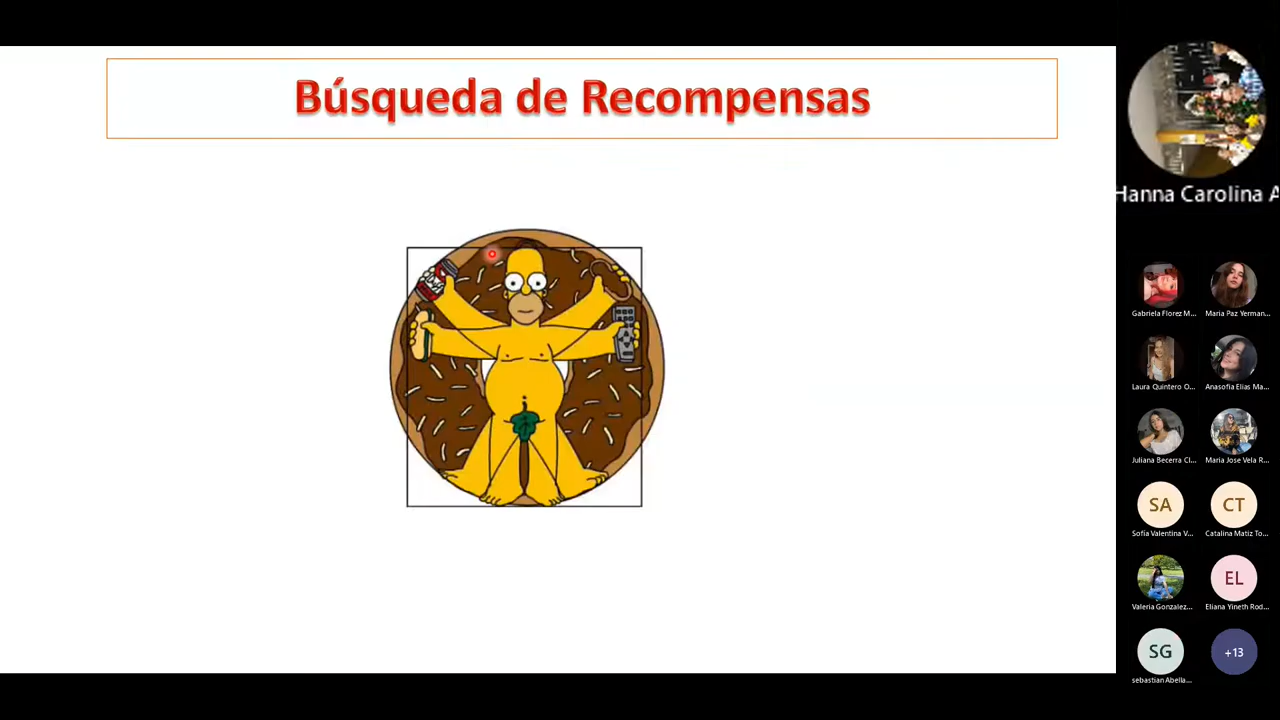 Búsqueda de Recompensas
Hanna Carolina A
Gabriela Florez M...
Maria Paz Yerman...
Laura Quintero O...
Anasofia Elias Ma...
Juliana Becerra Cl...
Maria Jose Vela R...
SA
CT
Sofía Valentina V...
Catalina Matiz To...
EL
Valeria Gonzalez...
Eliana Yineth Rod...
SG
+13
sebastian Abella...